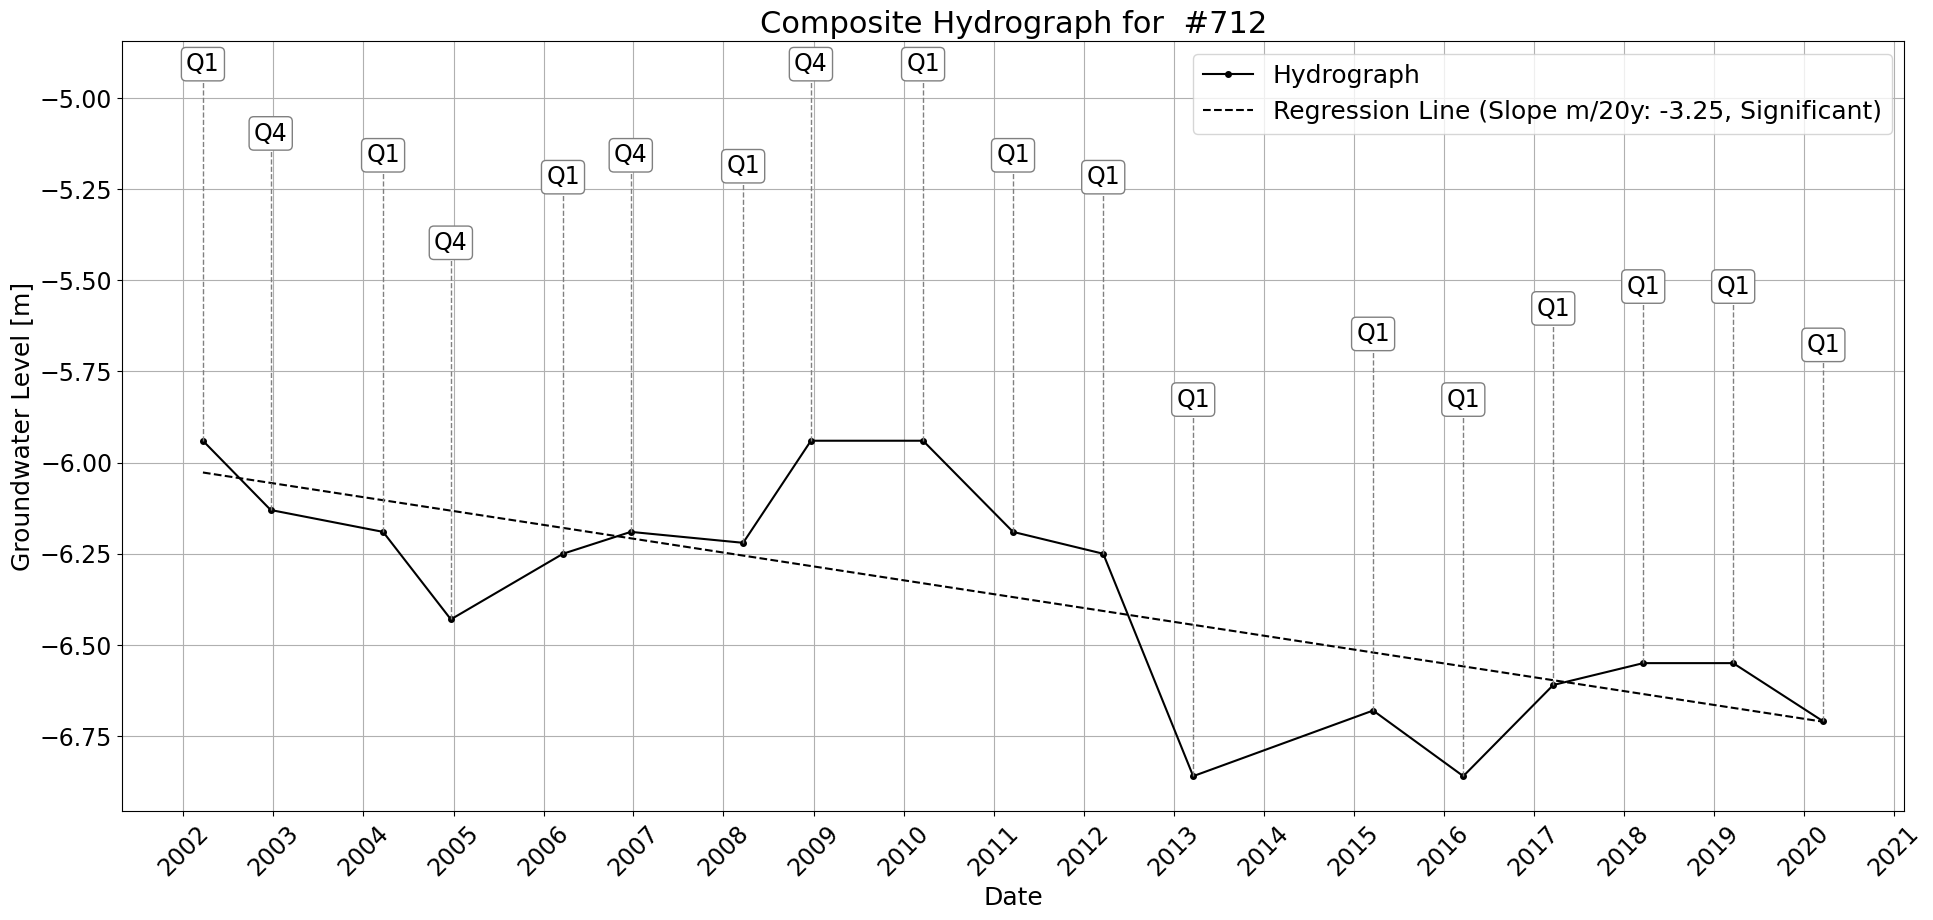 Composite Hydrograph for  #712
Hydrograph
Regression Line (Slope m/20y: -3.25, Significant)
Q1
Q4
Q1
Q4
Q1
Q4
Q1
Q4
Q1
Q1
Q1
Q1
Q1
Q1
Q1
Q1
Q1
Q1
Groundwater Level [m]
−5.00
−5.25
−5.50
−5.75
−6.00
−6.25
−6.50
−6.75
2002
2003
2004
2005
2006
2007
2008
2009
2010
2011
2012
2013
2014
2015
2016
2017
2018
2019
2020
2021
Date